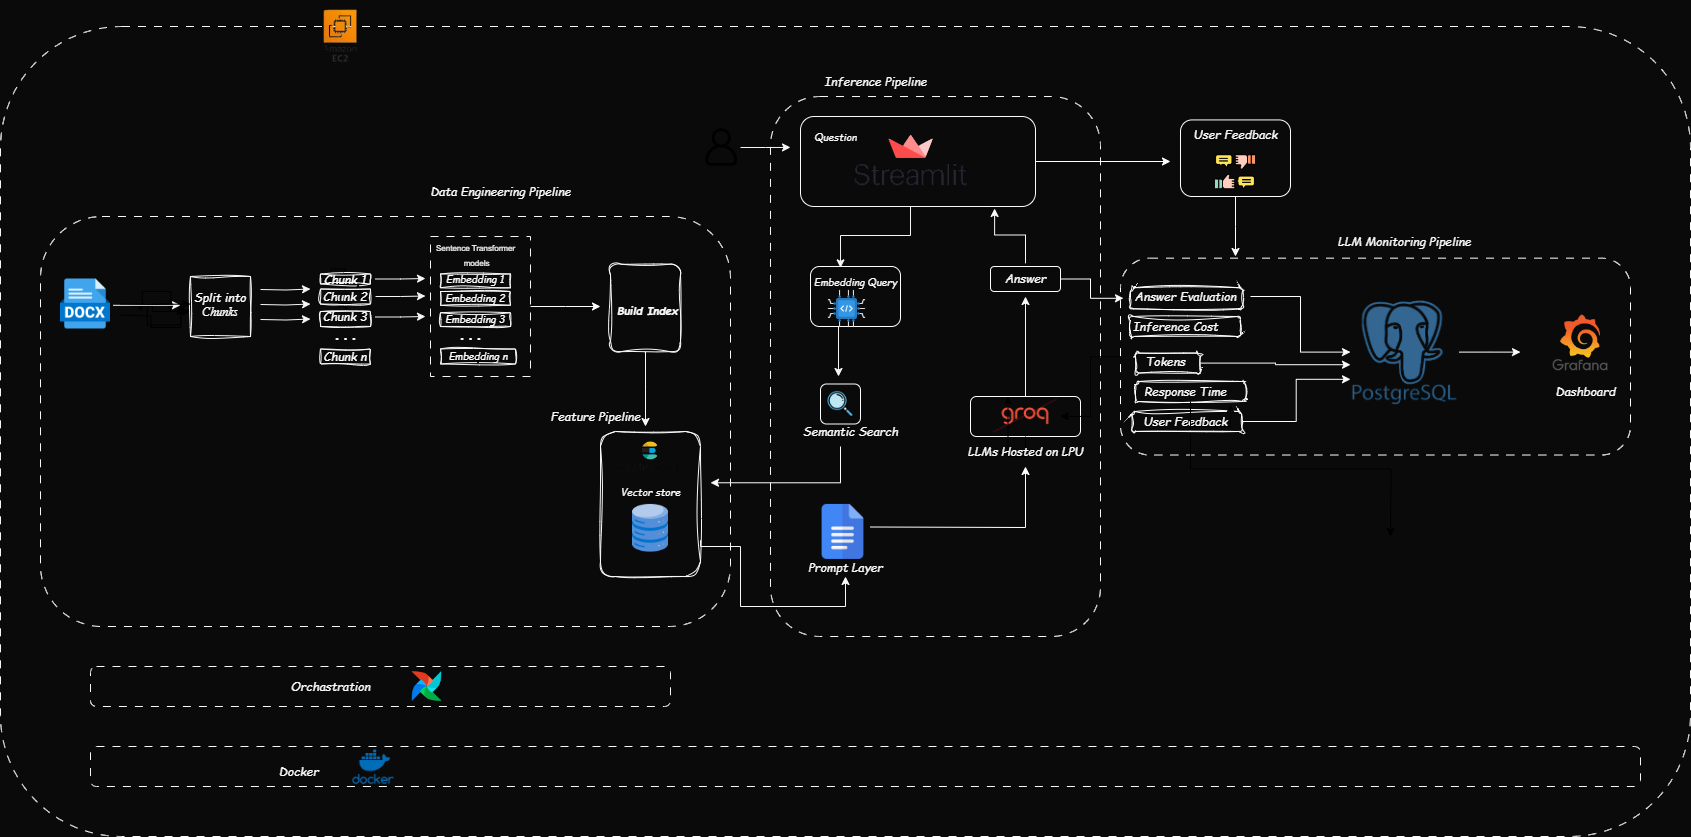 Amazon
EC2
Inference Pipeline
Question
Streamlit
User Feedback
Data Engineering Pipeline
LLM Monitoring Pipeline
Sentence Transformer
models
DOCX
Split into
Chunks
Chunk 1
Chunk 2
Chunk 3
...
Chunk n
Embedding 1
Embedding 2
Embedding 3
...
Embedding n
Build Index
Embedding Query
</>
Answer
Answer Evaluation
Inference Cost
Tokens
Response Time
User Feedback
PostgreSQL
Grafana
Dashboard
Semantic Search
groq
LLMs Hosted on LPU
Feature Pipeline
Vector store
Prompt Layer
Orchastration
Docker
docker